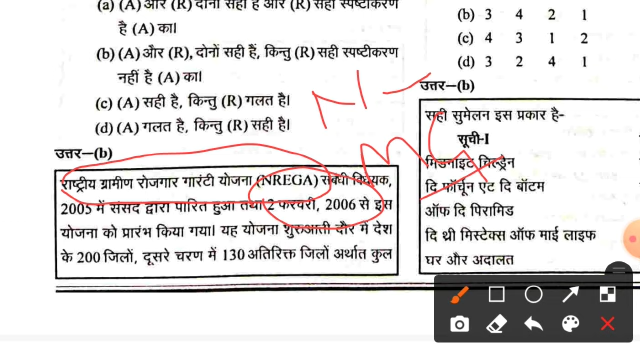 (a) (A) और (R) दोनों सही हैं और (R) सही स्पष्टीकरण
है (A) का।
(b) (A) और (R), दोनों सही हैं, किन्तु (R) सही स्पष्टीकरण
नहीं है (A) का।
(c) (A) सही है, किन्तु (R) गलत है।
(d) (A) गलत है, किन्तु (R) सही है।
उत्तर—(b)
राष्ट्रीय ग्रामीण रोजगार गारंटी योजना (NREGA) संबंधी विधेयक,
2005 में संसद द्वारा पारित हुआ तथा 2 फरवरी, 2006 से इस
योजना को प्रारंभ किया गया। यह योजना शुरुआती दौर में देश
के 200 जिलों, दूसरे चरण में 130 अतिरिक्त जिलों अर्थात कुल
(b) 3 4 2 1
(c) 4 3 1 2
(d) 3 2 4 1
उत्तर—(b)
सही सुमेलन इस प्रकार है-
सूची-I
मिडनाइट चिल्ड्रेन
दि फॉर्चून एट दि बॉटम
ऑफ दि पिरामिड
दि थ्री मिस्टेक्स ऑफ माई लाइफ
घर और अदालत